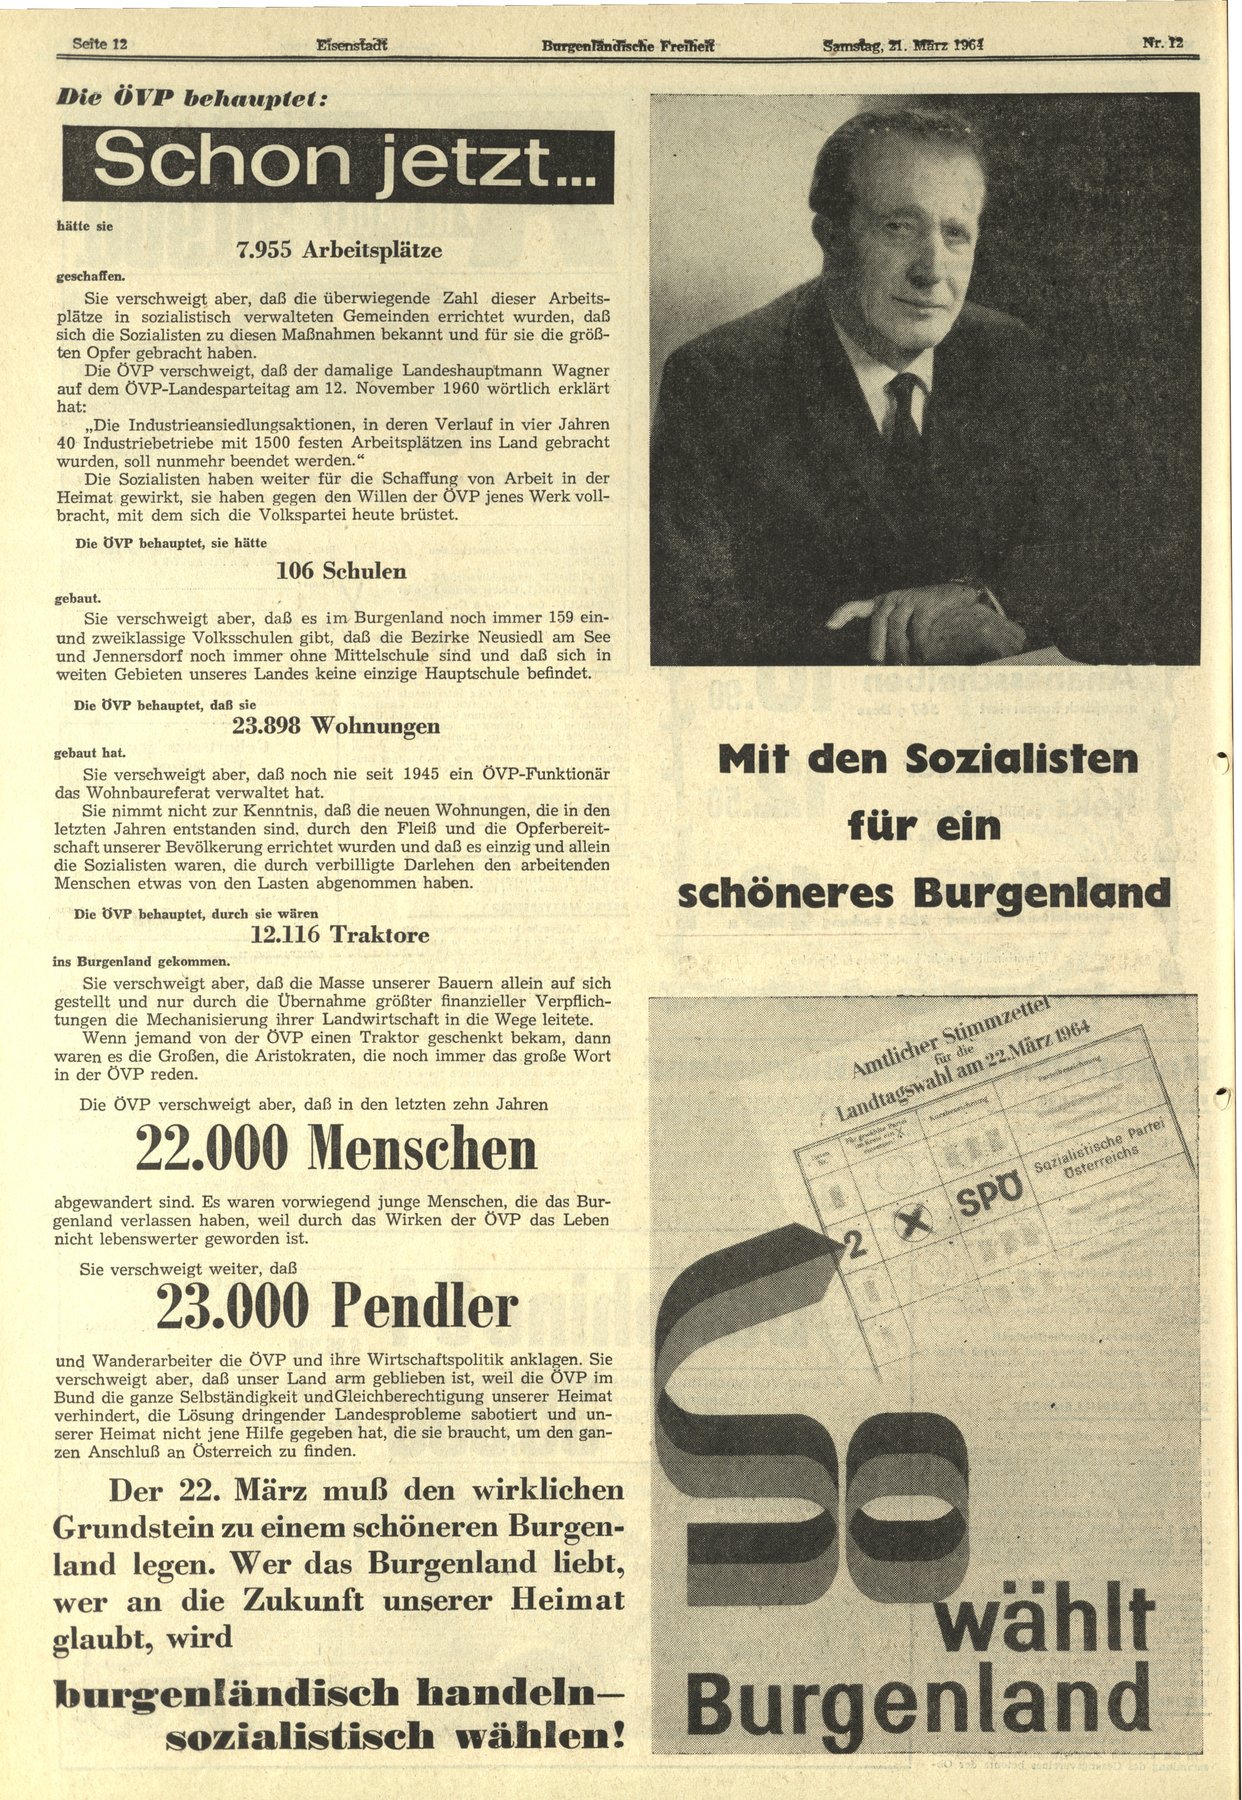 Seite 12 Eisenstadt Burgenländische Freiheit Samstag, 21. März 1964 Nr. 12
Die ÖVP behauptet:
Schon jetzt...
hätte sie
7.955 Arbeitsplätze
geschaffen.
Sie verschweigt aber, daß die überwiegende Zahl dieser Arbeits-
plätze in sozialistisch verwalteten Gemeinden errichtet wurden, daß
sich die Sozialisten zu diesen Maßnahmen bekannt und für sie die größ-
ten Opfer gebracht haben.
Die ÖVP verschweigt, daß der damalige Landeshauptmann Wagner
auf dem ÖVP-Landesparteitag am 12. November 1960 wörtlich erklärt
hat:
„Die Industrieansiedlungsaktionen, in deren Verlauf in vier Jahren
40 Industriebetriebe mit 1500 festen Arbeitsplätzen ins Land gebracht
wurden, soll nunmehr beendet werden.“
Die Sozialisten haben weiter für die Schaffung von Arbeit in der
Heimat gewirkt, sie haben gegen den Willen der ÖVP jenes Werk voll-
bracht, mit dem sich die Volkspartei heute brüstet.
Die ÖVP behauptet, sie hätte
106 Schulen
gebaut.
Sie verschweigt aber, daß es im Burgenland noch immer 159 ein-
und zweiklassige Volksschulen gibt, daß die Bezirke Neusiedl am See
und Jennersdorf noch immer ohne Mittelschule sind und daß sich in
weiten Gebieten unseres Landes keine einzige Hauptschule befindet.
Die ÖVP behauptet, daß sie
23.898 Wohnungen
gebaut hat.
Sie verschweigt aber, daß noch nie seit 1945 ein ÖVP-Funktionär
das Wohnbaureferat verwaltet hat.
Sie nimmt nicht zur Kenntnis, daß die neuen Wohnungen, die in den
letzten Jahren entstanden sind, durch den Fleiß und die Opferbereit-
schaft unserer Bevölkerung errichtet wurden und daß es einzig und allein
die Sozialisten waren, die durch verbilligte Darlehen den arbeitenden
Menschen etwas von den Lasten abgenommen haben.
Die ÖVP behauptet, durch sie wären
12.116 Traktore
ins Burgenland gekommen.
Sie verschweigt aber, daß die Masse unserer Bauern allein auf sich
gestellt und nur durch die Übernahme größter finanzieller Verpflich-
tungen die Mechanisierung ihrer Landwirtschaft in die Wege leitete.
Wenn jemand von der ÖVP einen Traktor geschenkt bekam, dann
waren es die Großen, die Aristokraten, die noch immer das große Wort
in der ÖVP reden.
Die ÖVP verschweigt aber, daß in den letzten zehn Jahren
22.000 Menschen
abgewandert sind. Es waren vorwiegend junge Menschen, die das Bur-
genland verlassen haben, weil durch das Wirken der ÖVP das Leben
nicht lebenswerter geworden ist.
Sie verschweigt weiter, daß
23.000 Pendler
und Wanderarbeiter die ÖVP und ihre Wirtschaftspolitik anklagen. Sie
verschweigt aber, daß unser Land arm geblieben ist, weil die ÖVP im
Bund die ganze Selbständigkeit undGleichberechtigung unserer Heimat
verhindert, die Lösung dringender Landesprobleme sabotiert und un-
serer Heimat nicht jene Hilfe gegeben hat, die sie braucht, um den gan-
zen Anschluß an Österreich zu finden.
Der 22. März muß den wirklichen
Grundstein zu einem schöneren Burgen-
land legen. Wer das Burgenland liebt,
wer an die Zukunft unserer Heimat
glaubt, wird
burgenländisch handeln—
sozialistisch wählen!
Mit den Sozialisten
für ein
schöneres Burgenland
Amtlicher Stimmzettel
für die
Landtagswahl am 22. März 1964
Für gewählte Partei
im Kreis ein X
Kurzbezeichnung
Parteibezeichnung
2 X SPÖ Sozialistische Partei
Österreichs
So
wählt
Burgenland